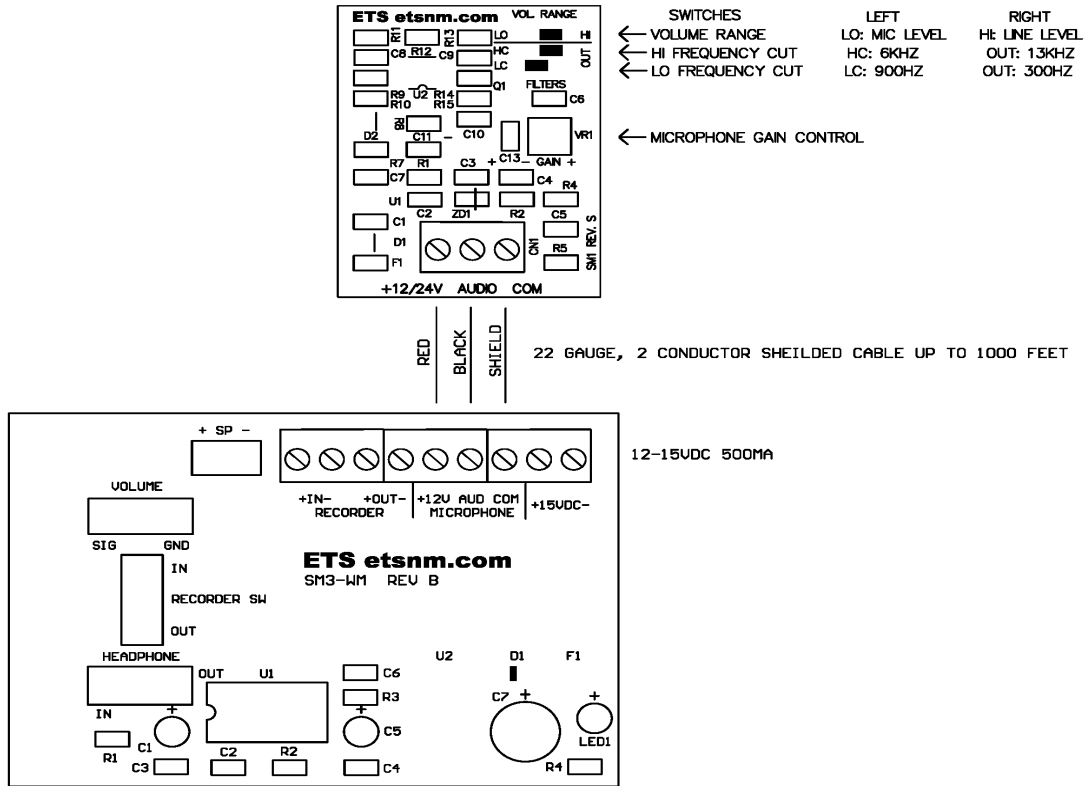 ETS etsnm.com VOL RANGE
SWITCHES LEFT RIGHT
VOLUME RANGE LO: MIC LEVEL HI: LINE LEVEL
HI FREQUENCY CUT HC: 6KHZ OUT: 13KHZ
LO FREQUENCY CUT LC: 900HZ OUT: 300HZ
MICROPHONE GAIN CONTROL
R11 R13 LO HI
C8 R12 C9 HC OUT
LC
Q1 FILTERS
R9 U2 R14 C6
R10 R15
R8 C10 VR1
D2 C11 -
C13 GAIN +
R7 R1 C3 + - C4 R4
C7
U1 C2 ZD1 R2 C5
C1
D1 CN1 R5
F1 SM1 REV. S
+12/24V AUDIO COM
RED BLACK SHIELD
22 GAUGE, 2 CONDUCTOR SHEILDED CABLE UP TO 1000 FEET
+ SP -
12-15VDC 500MA
VOLUME
+IN- +OUT- +12V AUD COM +15VDC-
RECORDER MICROPHONE
SIG GND
ETS etsnm.com
SM3-WM REV B
IN
RECORDER SW
OUT
HEADPHONE
U2 D1 F1
OUT U1 C6
IN + R3 + C7 + +
C1 C5
R1 LED1
C3 C2 R2 C4 R4